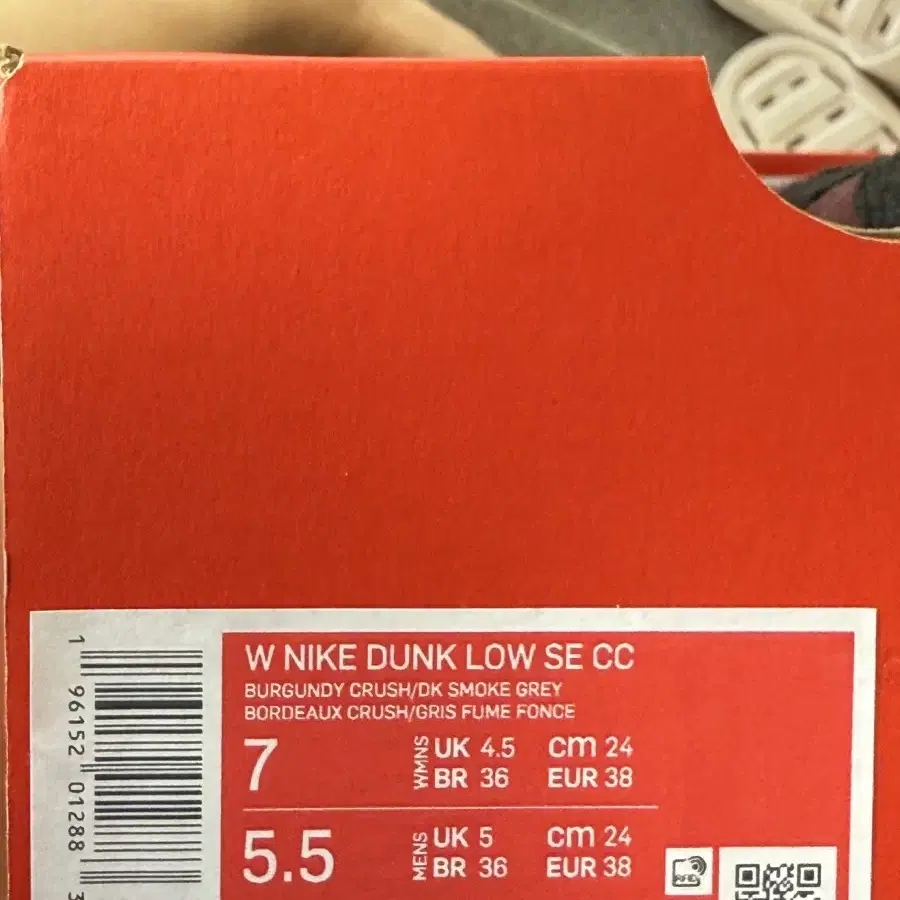 W NIKE DUNK LOW SE CC
BURGUNDY CRUSH/DK SMOKE GREY
BORDEAUX CRUSH/GRIS FUME FONCE
7 WMNS UK 4.5 cm 24
BR 36 EUR 38
5.5 MENS UK 5 cm 24
BR 36 EUR 38
RFID
1 96152 01288 3